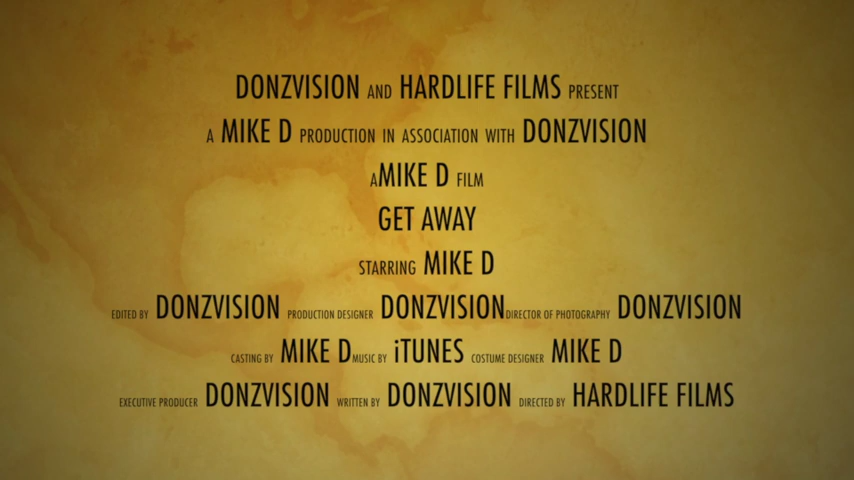 DONZVISION AND HARDLIFE FILMS PRESENT
A MIKE D PRODUCTION IN ASSOCIATION WITH DONZVISION
AMIKE D FILM
GET AWAY
STARRING MIKE D
EDITED BY DONZVISION PRODUCTION DESIGNER DONZVISIONDIRECTOR OF PHOTOGRAPHY DONZVISION
CASTING BY MIKE DMUSIC BY iTUNES COSTUME DESIGNER MIKE D
EXECUTIVE PRODUCER DONZVISION WRITTEN BY DONZVISION DIRECTED BY HARDLIFE FILMS